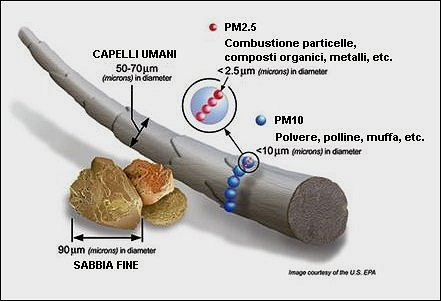 PM2.5
Combustione particelle,
composti organici, metalli, etc.
< 2.5 µm (microns) in diameter
CAPELLI UMANI
50-70µm
(microns) in diameter
PM10
Polvere, polline, muffa, etc.
<10µm (microns) in diameter
90µm (microns) in diameter
SABBIA FINE
Image courtesy of the U.S. EPA